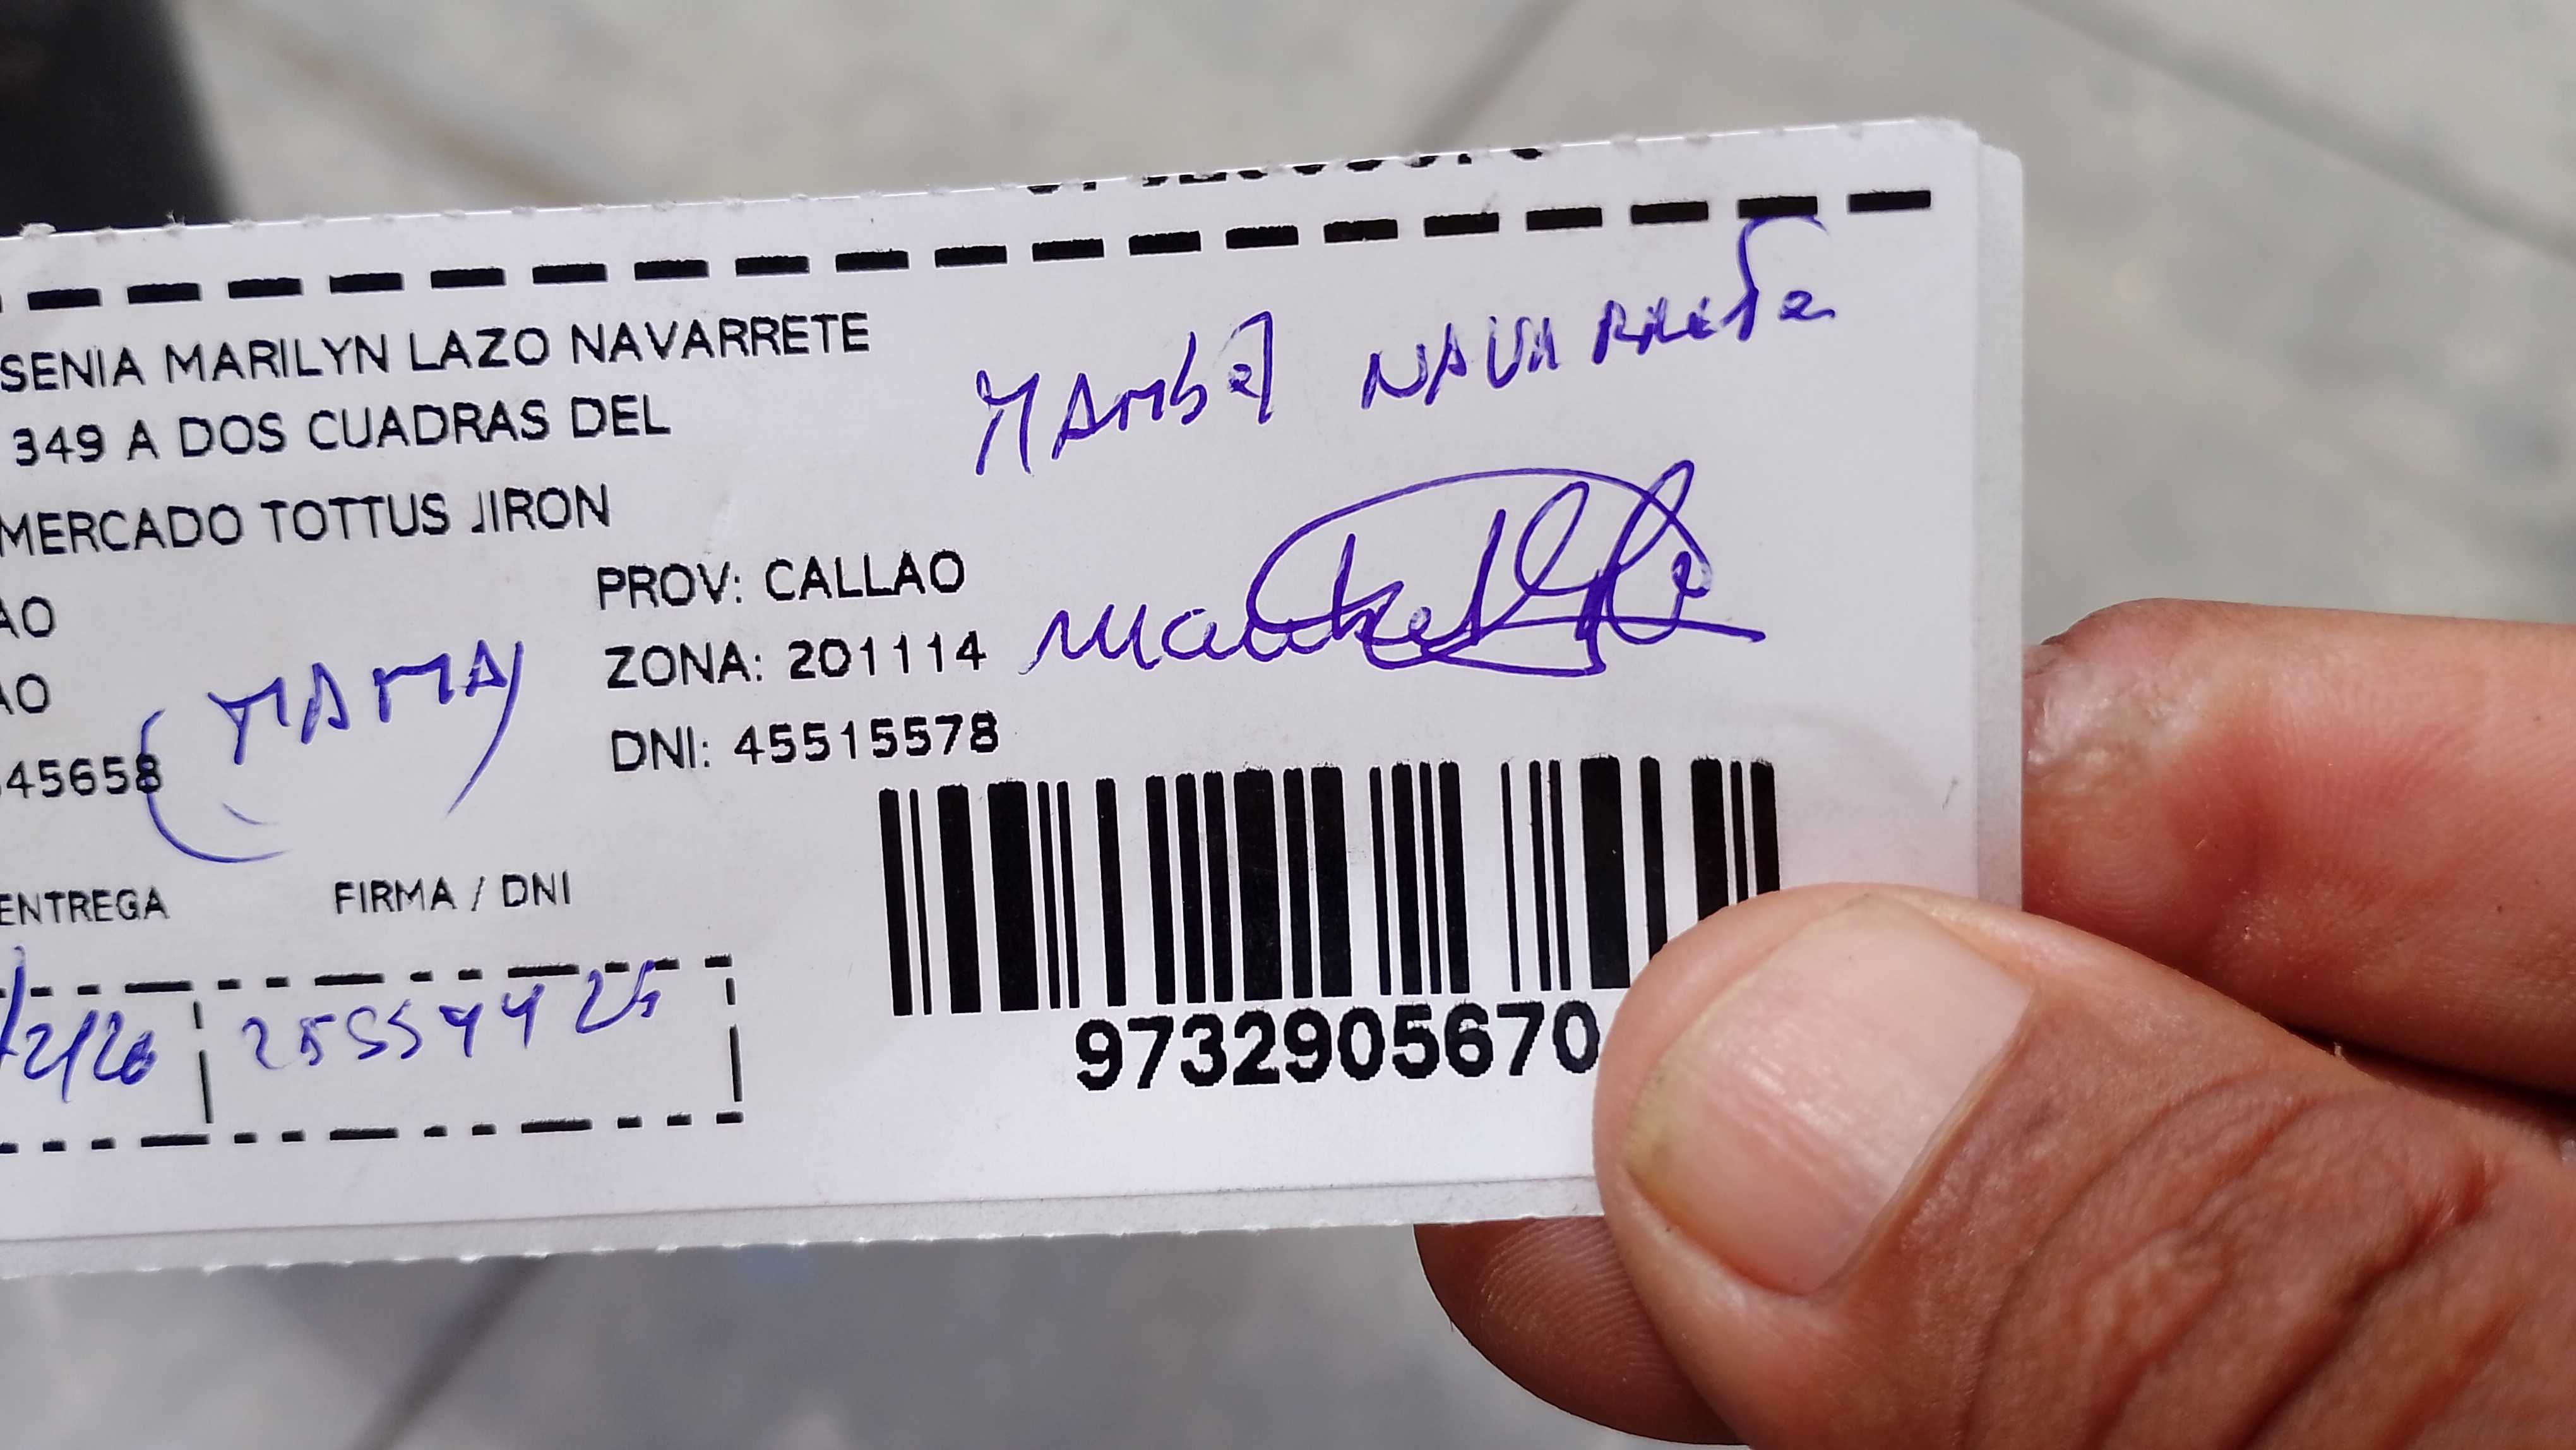 SENIA MARILYN LAZO NAVARRETE
349 A DOS CUADRAS DEL
MERCADO TOTTUS JIRON
AO
PROV: CALLAO
AO
ZONA: 201114
45658
(MAMA)
DNI: 45515578
NAVARRETE
ENTREGA
FIRMA / DNI
9732905670